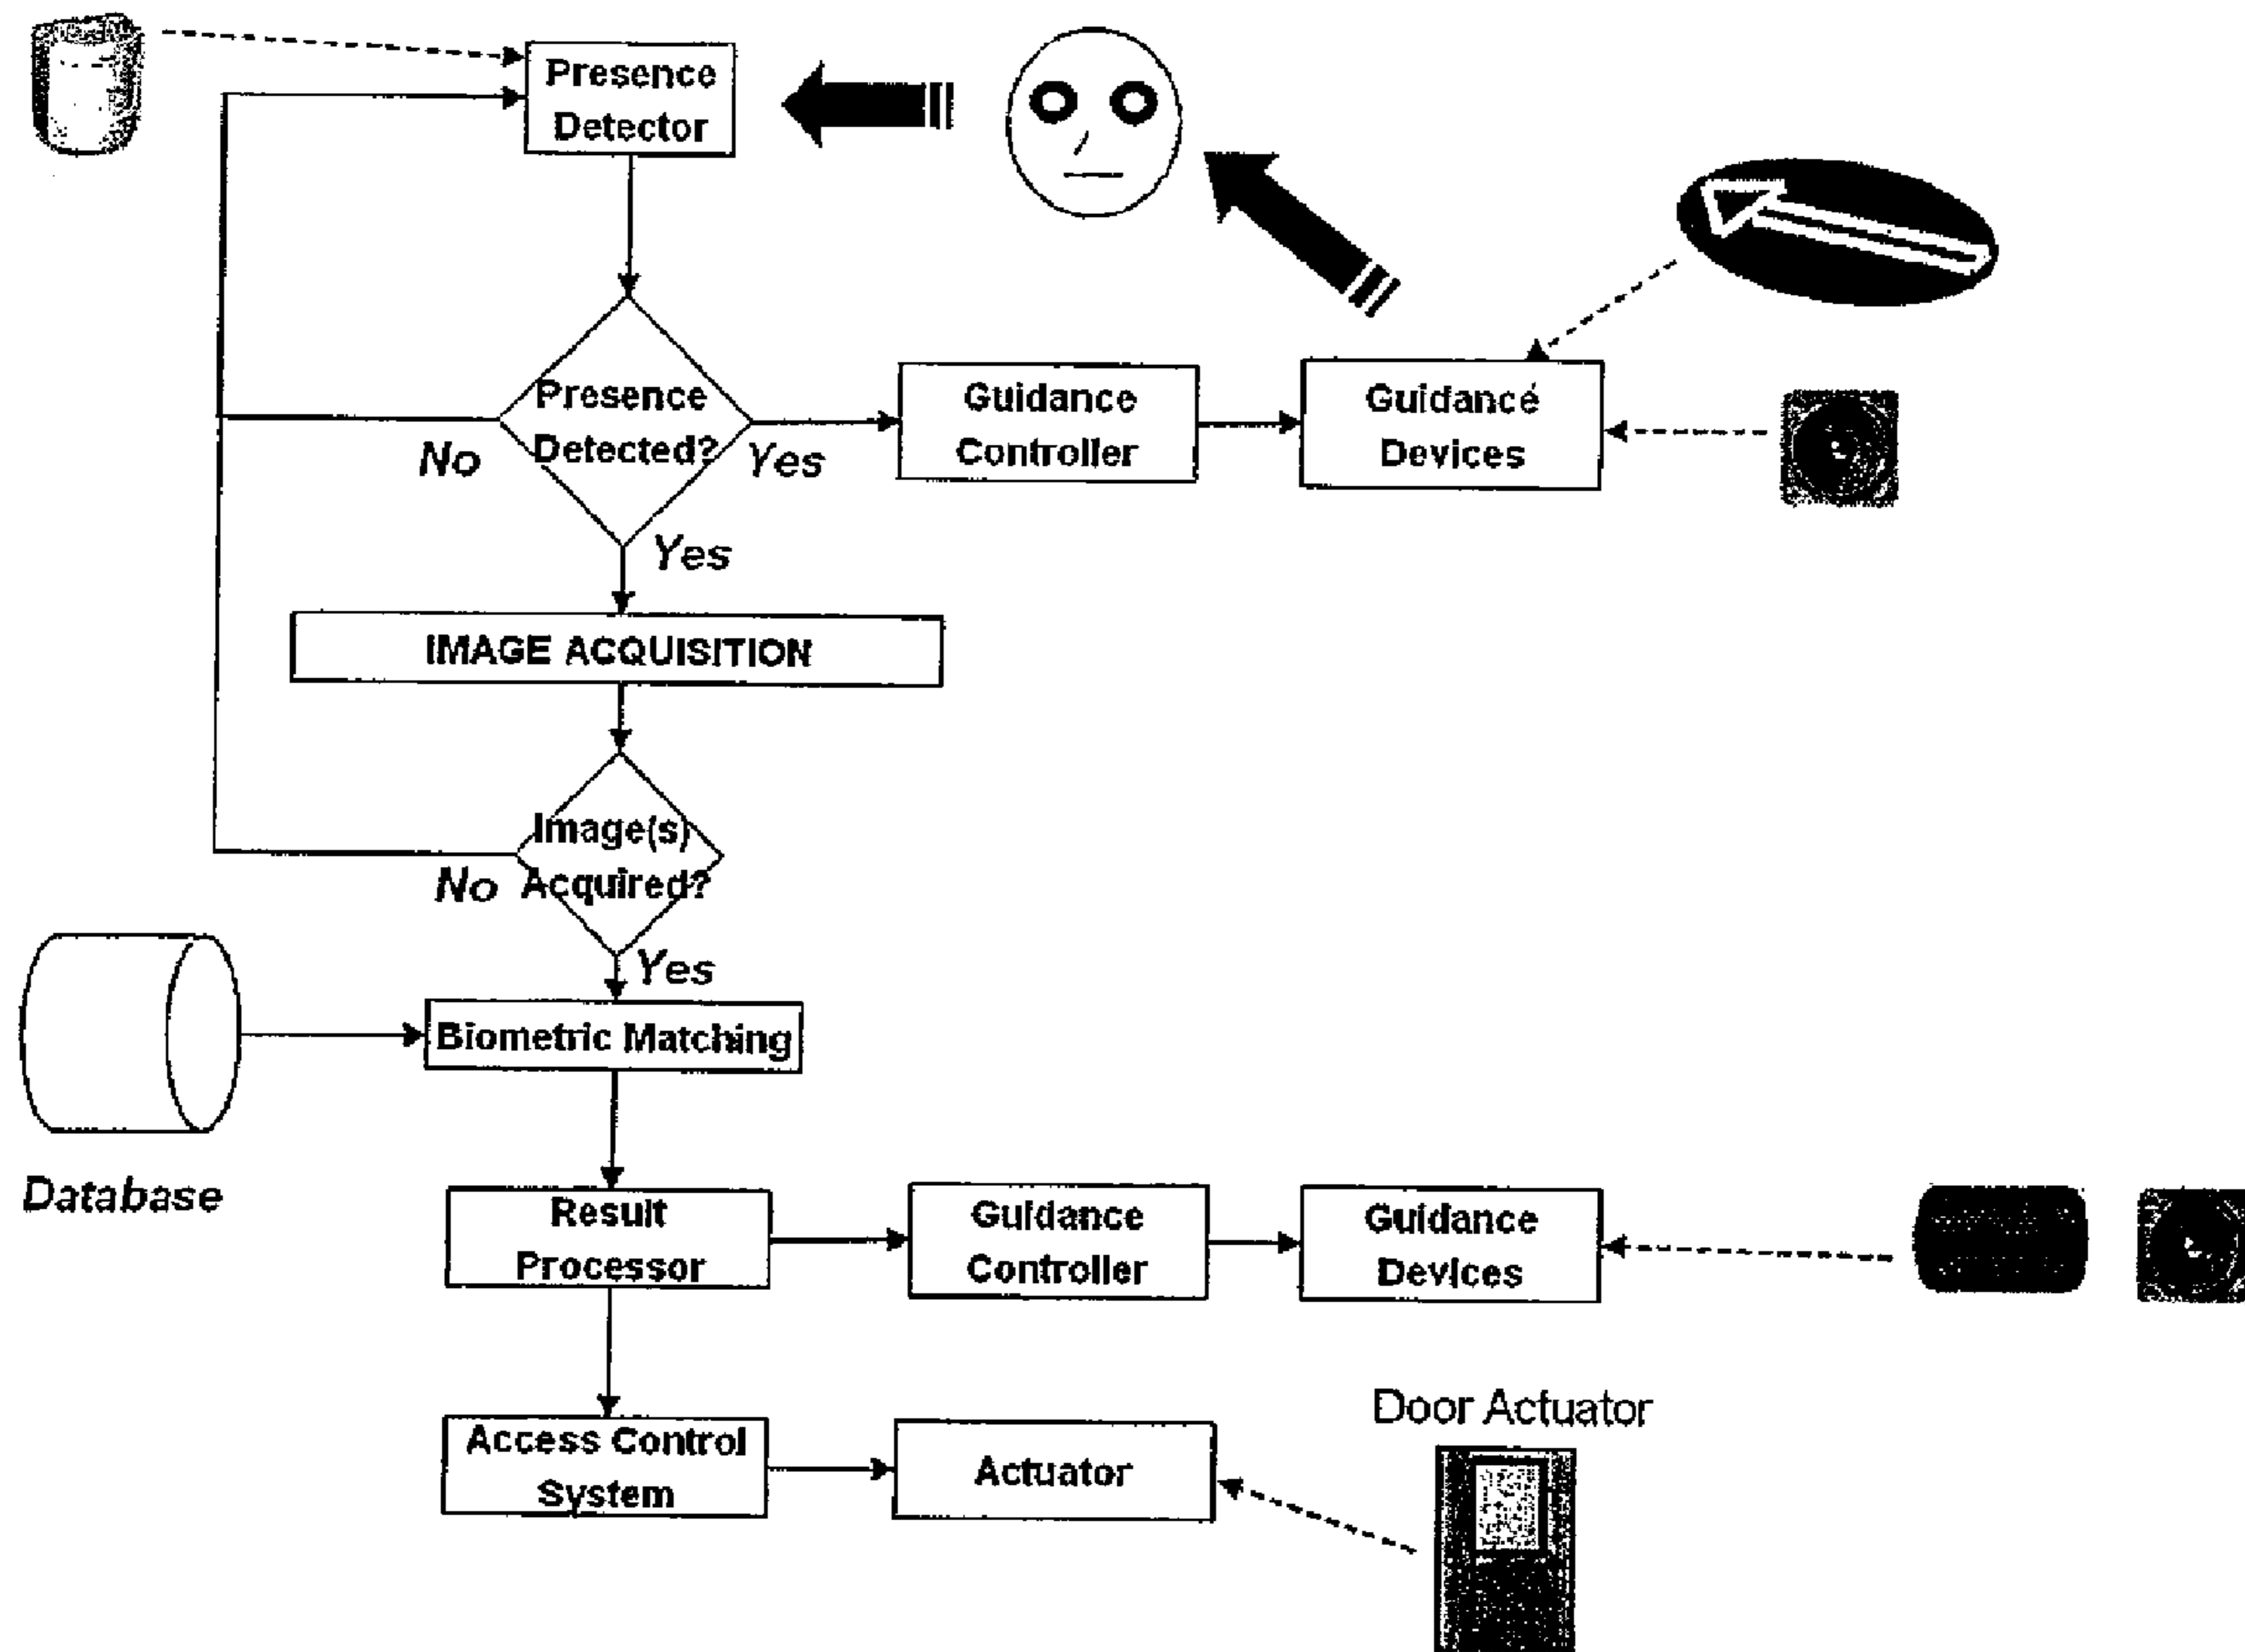 Presence
Detector
Presence
Detected?
No
Yes
Guidance
Controller
Guidance
Devices
Yes
IMAGE ACQUISITION
Image(s)
Acquired?
No
Yes
Biometric Matching
Database
Result
Processor
Guidance
Controller
Guidance
Devices
Door Actuator
Access Control
System
Actuator